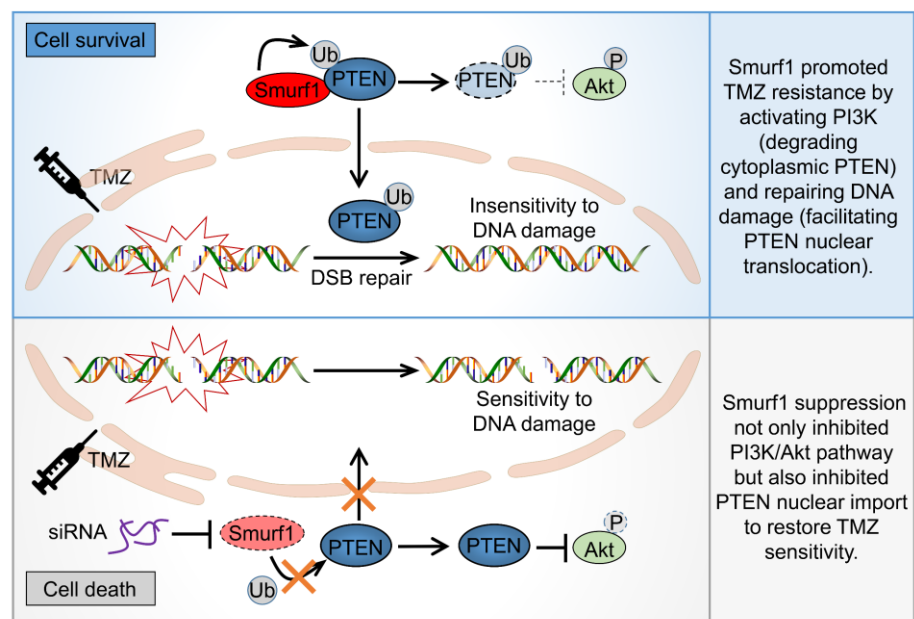 Cell survival
Ub
Smurf1
PTEN
PTEN
Ub
P
Akt
TMZ
PTEN
Ub
Insensitivity to
DNA damage
DSB repair
Smurf1 promoted
TMZ resistance by
activating PI3K
(degrading
cytoplasmic PTEN)
and repairing DNA
damage (facilitating
PTEN nuclear
translocation).
Sensitivity to
DNA damage
TMZ
siRNA
Smurf1
Ub
PTEN
PTEN
P
Akt
Cell death
Smurf1 suppression
not only inhibited
PI3K/Akt pathway
but also inhibited
PTEN nuclear import
to restore TMZ
sensitivity.